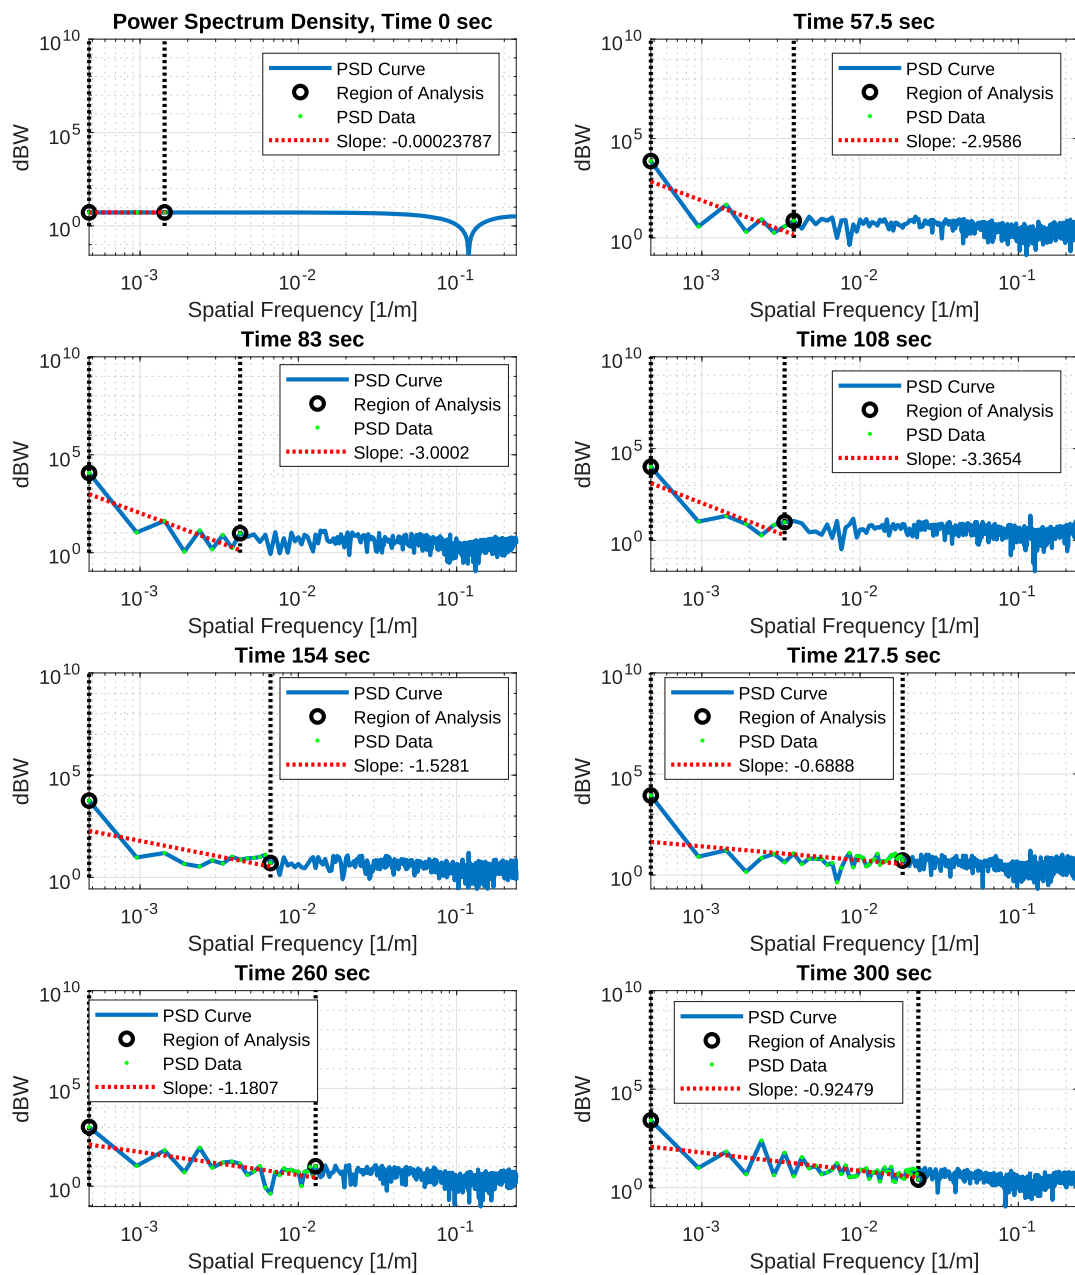 Power Spectrum Density, Time 0 sec
10^10
10^5
10^0
dBW
PSD Curve
Region of Analysis
PSD Data
Slope: -0.00023787
10^-3
10^-2
10^-1
Spatial Frequency [1/m]
Time 57.5 sec
10^10
10^5
10^0
dBW
PSD Curve
Region of Analysis
PSD Data
Slope: -2.9586
10^-3
10^-2
10^-1
Spatial Frequency [1/m]
Time 83 sec
10^10
10^5
10^0
dBW
PSD Curve
Region of Analysis
PSD Data
Slope: -3.0002
10^-3
10^-2
10^-1
Spatial Frequency [1/m]
Time 108 sec
10^10
10^5
10^0
dBW
PSD Curve
Region of Analysis
PSD Data
Slope: -3.3654
10^-3
10^-2
10^-1
Spatial Frequency [1/m]
Time 154 sec
10^10
10^5
10^0
dBW
PSD Curve
Region of Analysis
PSD Data
Slope: -1.5281
10^-3
10^-2
10^-1
Spatial Frequency [1/m]
Time 217.5 sec
10^10
10^5
10^0
dBW
PSD Curve
Region of Analysis
PSD Data
Slope: -0.6888
10^-3
10^-2
10^-1
Spatial Frequency [1/m]
Time 260 sec
10^10
10^5
10^0
dBW
PSD Curve
Region of Analysis
PSD Data
Slope: -1.1807
10^-3
10^-2
10^-1
Spatial Frequency [1/m]
Time 300 sec
10^10
10^5
10^0
dBW
PSD Curve
Region of Analysis
PSD Data
Slope: -0.92479
10^-3
10^-2
10^-1
Spatial Frequency [1/m]